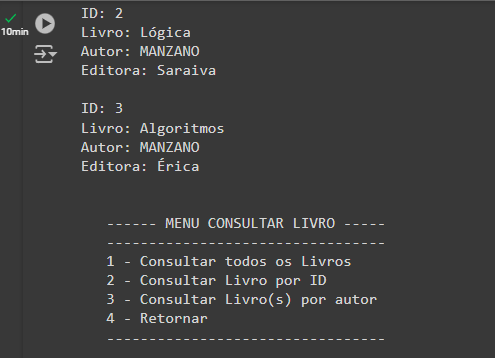 10min
ID: 2
Livro: Lógica
Autor: MANZANO
Editora: Saraiva
ID: 3
Livro: Algoritmos
Autor: MANZANO
Editora: Érica
------ MENU CONSULTAR LIVRO -----
---------------------------------
1 - Consultar todos os Livros
2 - Consultar Livro por ID
3 - Consultar Livro(s) por autor
4 - Retornar
---------------------------------